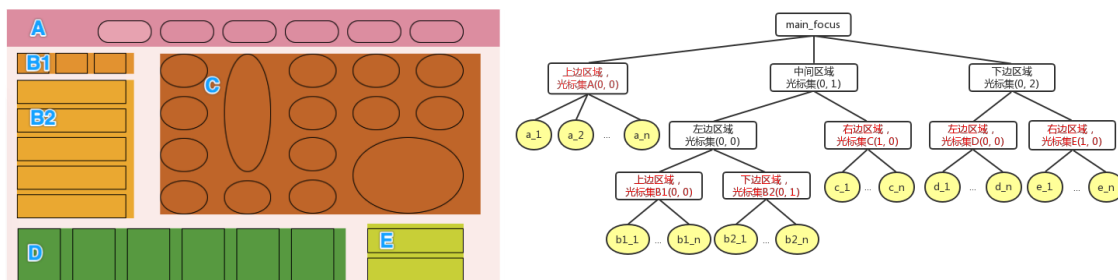 A
B1
B2
C
D
E
main_focus
上边区域，
光标集A(0, 0)
中间区域
光标集(0, 1)
下边区域
光标集(0, 2)
a_1
a_2
...
a_n
左边区域
光标集(0, 0)
右边区域，
光标集C(1, 0)
左边区域，
光标集D(0, 0)
右边区域，
光标集E(1, 0)
上边区域，
光标集B1(0, 0)
下边区域，
光标集B2(0, 1)
c_1
...
c_n
d_1
...
d_n
e_1
...
e_n
b1_1
...
b1_n
b2_1
...
b2_n